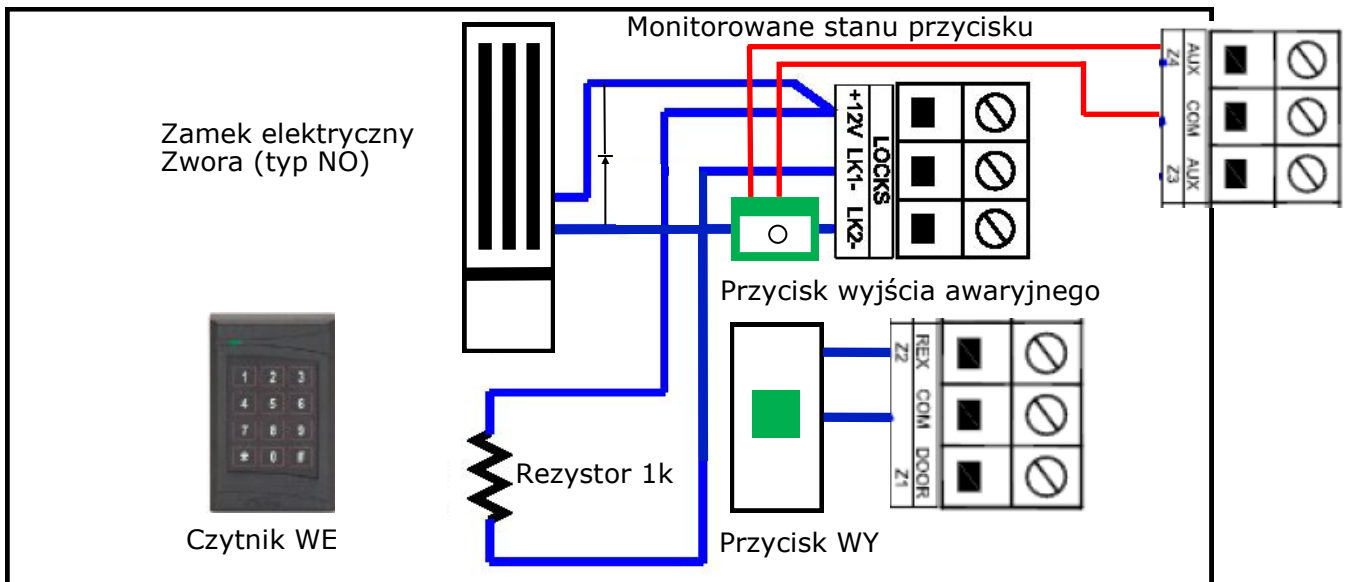 Monitorowane stanu przycisku
Zamek elektryczny
Zwora (typ NO)
+12V LK1- LK2-
LOCKS
Z4 Z3
AUX COM AUX
Przycisk wyjścia awaryjnego
1 2 3
4 5 6
7 8 9
* 0 #
Z2 Z1
REX COM DOOR
Rezystor 1k
Czytnik WE
Przycisk WY